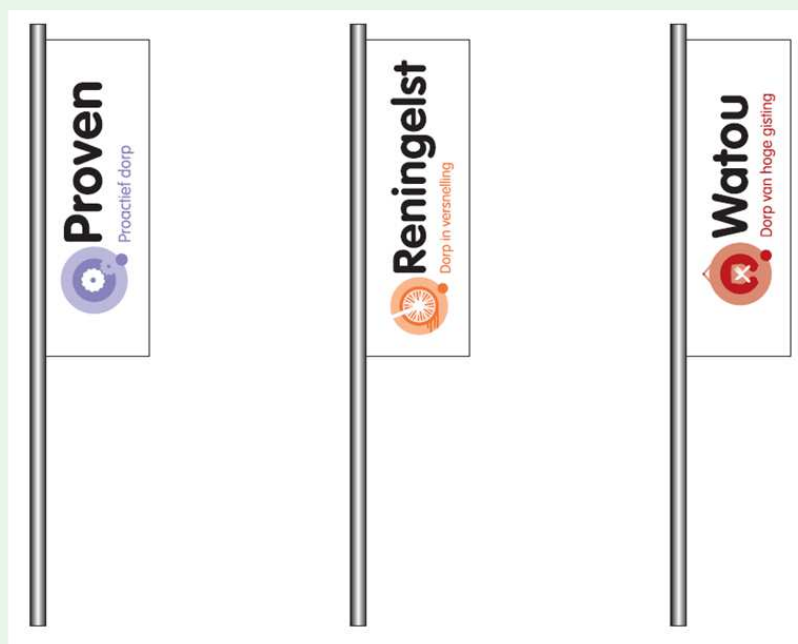 Proven
Proactief dorp
Reningelst
Dorp in versnelling
Watou
Dorp van hoge gisting